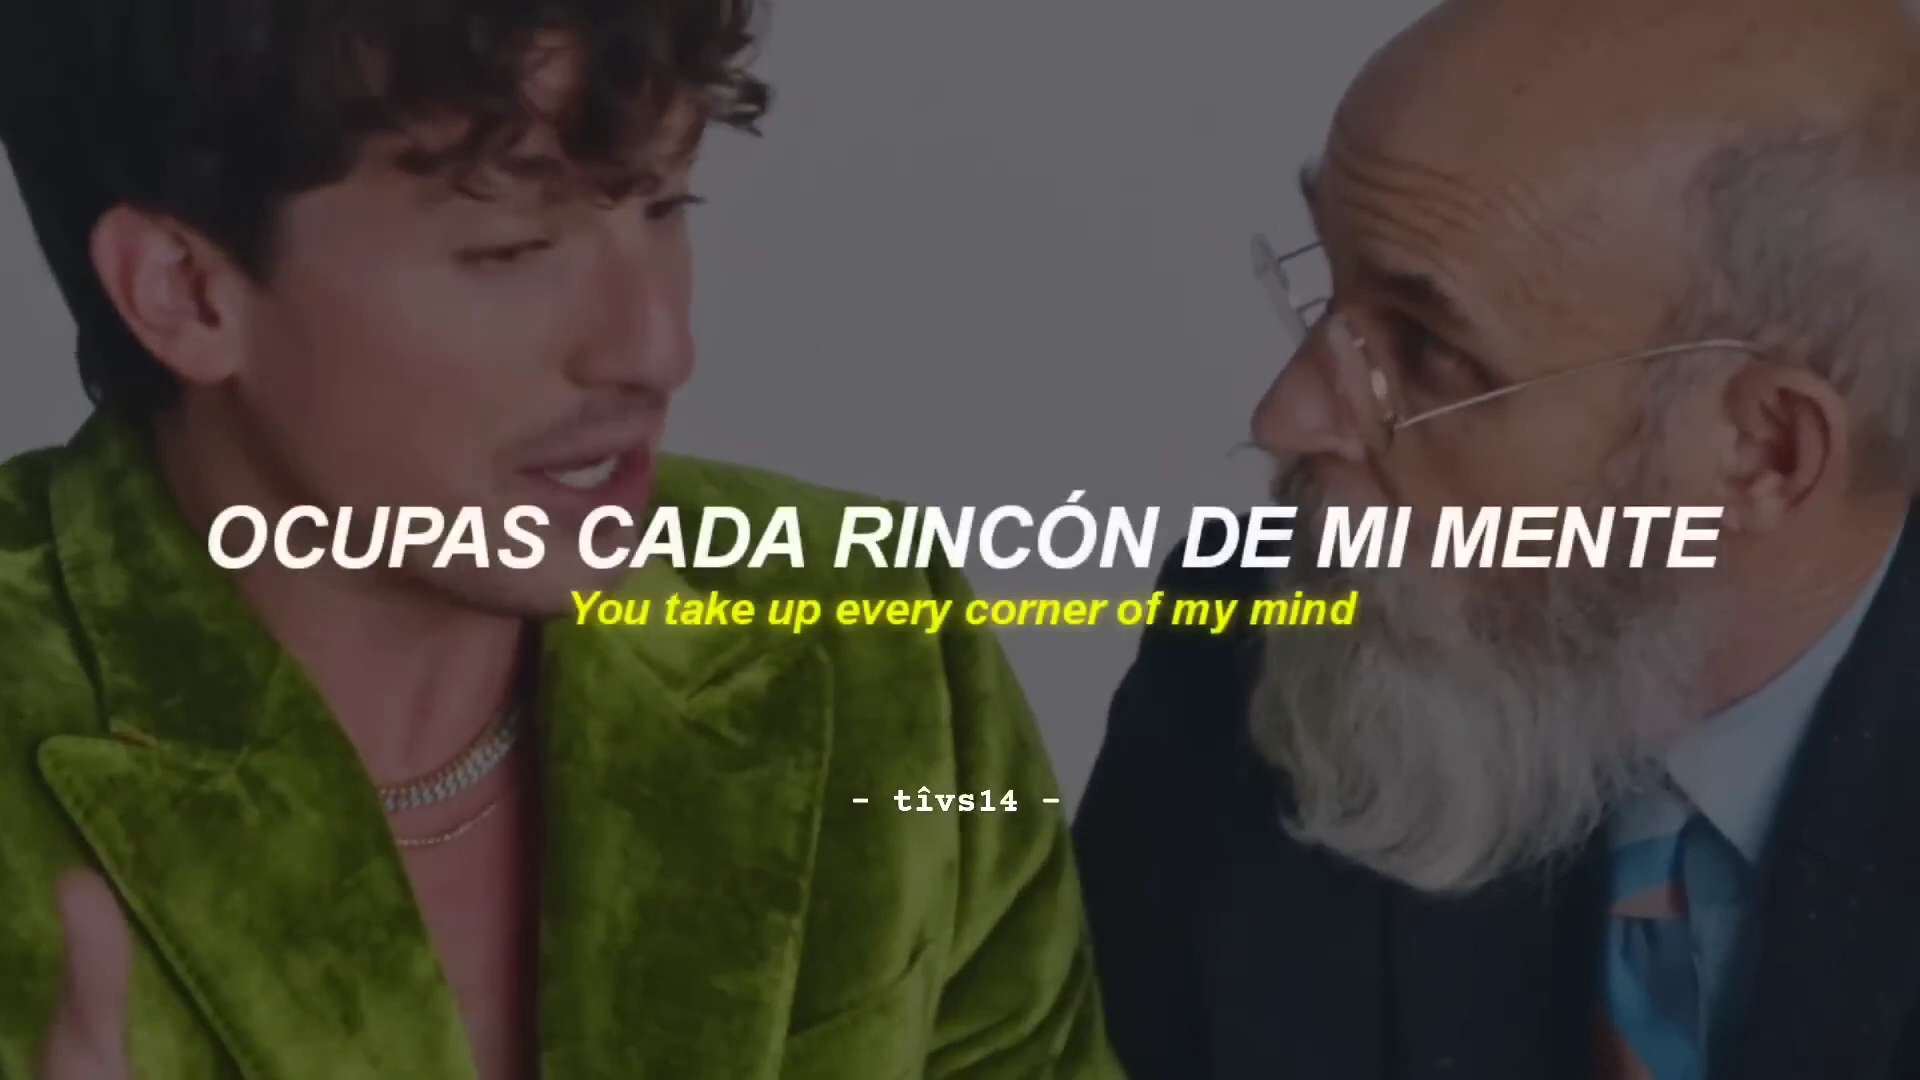 OCUPAS CADA RINCÓN DE MI MENTE
You take up every corner of my mind
- tîvs14 -